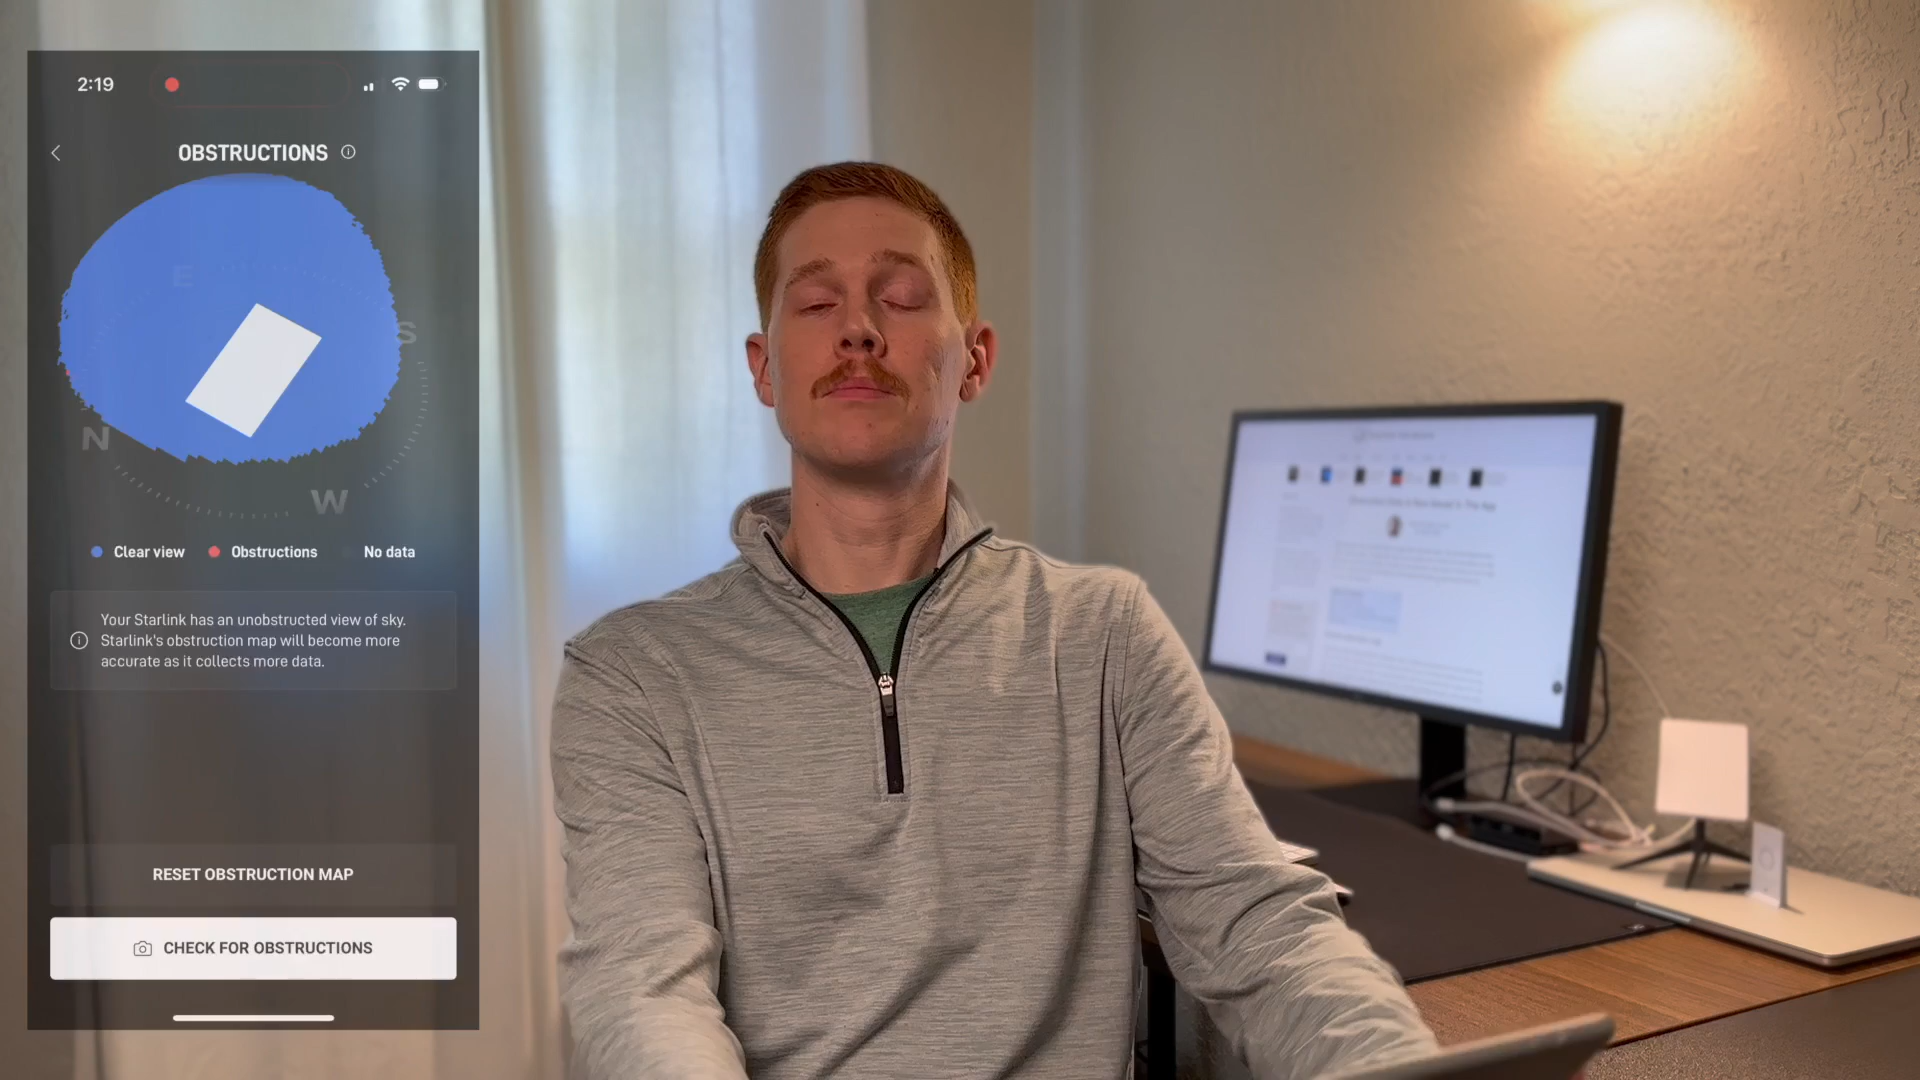 2:19
OBSTRUCTIONS
E
S
N
W
Clear view
Obstructions
No data
Your Starlink has an unobstructed view of sky.
Starlink's obstruction map will become more
accurate as it collects more data.
RESET OBSTRUCTION MAP
CHECK FOR OBSTRUCTIONS